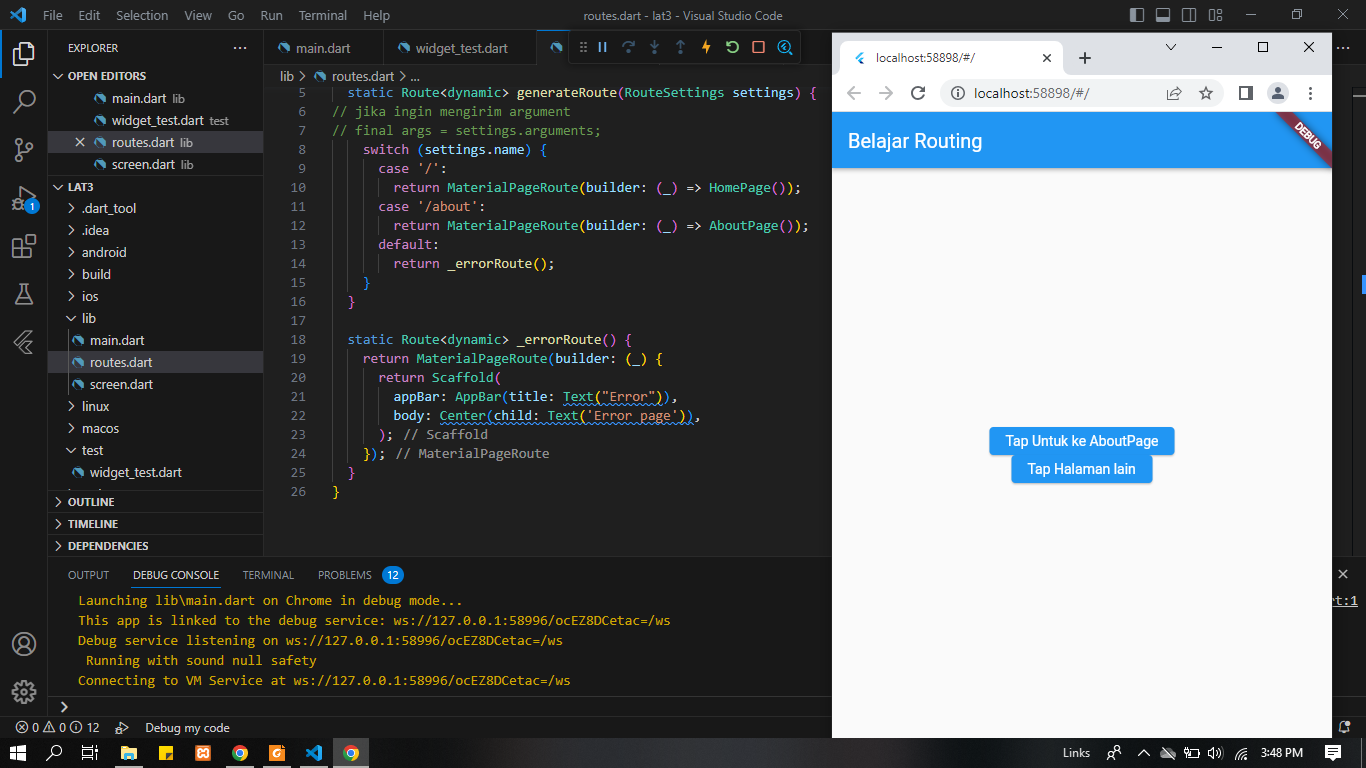 File Edit Selection View Go Run Terminal Help
routes.dart - lat3 - Visual Studio Code
EXPLORER
OPEN EDITORS
main.dart lib
widget_test.dart test
routes.dart lib
screen.dart lib
LAT3
.dart_tool
.idea
android
build
ios
lib
main.dart
routes.dart
screen.dart
linux
macos
test
widget_test.dart
OUTLINE
TIMELINE
DEPENDENCIES
1
main.dart
widget_test.dart
lib > routes.dart > ...
5 static Route<dynamic> generateRoute(RouteSettings settings) {
6 // jika ingin mengirim argument
7 // final args = settings.arguments;
8 switch (settings.name) {
9 case '/':
10 return MaterialPageRoute(builder: (_) => HomePage());
11 case '/about':
12 return MaterialPageRoute(builder: (_) => AboutPage());
13 default:
14 return _errorRoute();
15 }
16 }
17
18 static Route<dynamic> _errorRoute() {
19 return MaterialPageRoute(builder: (_) {
20 return Scaffold(
21 appBar: AppBar(title: Text("Error")),
22 body: Center(child: Text('Error page')),
23 ); // Scaffold
24 }); // MaterialPageRoute
25 }
26 }
OUTPUT DEBUG CONSOLE TERMINAL PROBLEMS 12
Launching lib\main.dart on Chrome in debug mode...
rt:1
This app is linked to the debug service: ws://127.0.0.1:58996/ocEZ8DCetac=/ws
Debug service listening on ws://127.0.0.1:58996/ocEZ8DCetac=/ws
Running with sound null safety
Connecting to VM Service at ws://127.0.0.1:58996/ocEZ8DCetac=/ws
0 0 12 Debug my code
localhost:58898/#/
localhost:58898/#/
Belajar Routing
DEBUG
Tap Untuk ke AboutPage
Tap Halaman lain
Links
3:48 PM